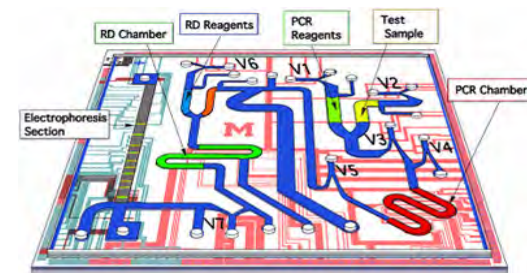 RD Chamber
RD Reagents
PCR
Reagents
Test
Sample
V6
V1
V2
PCR Chamber
Electrophoresis
Section
M
V3
V4
V5
V7